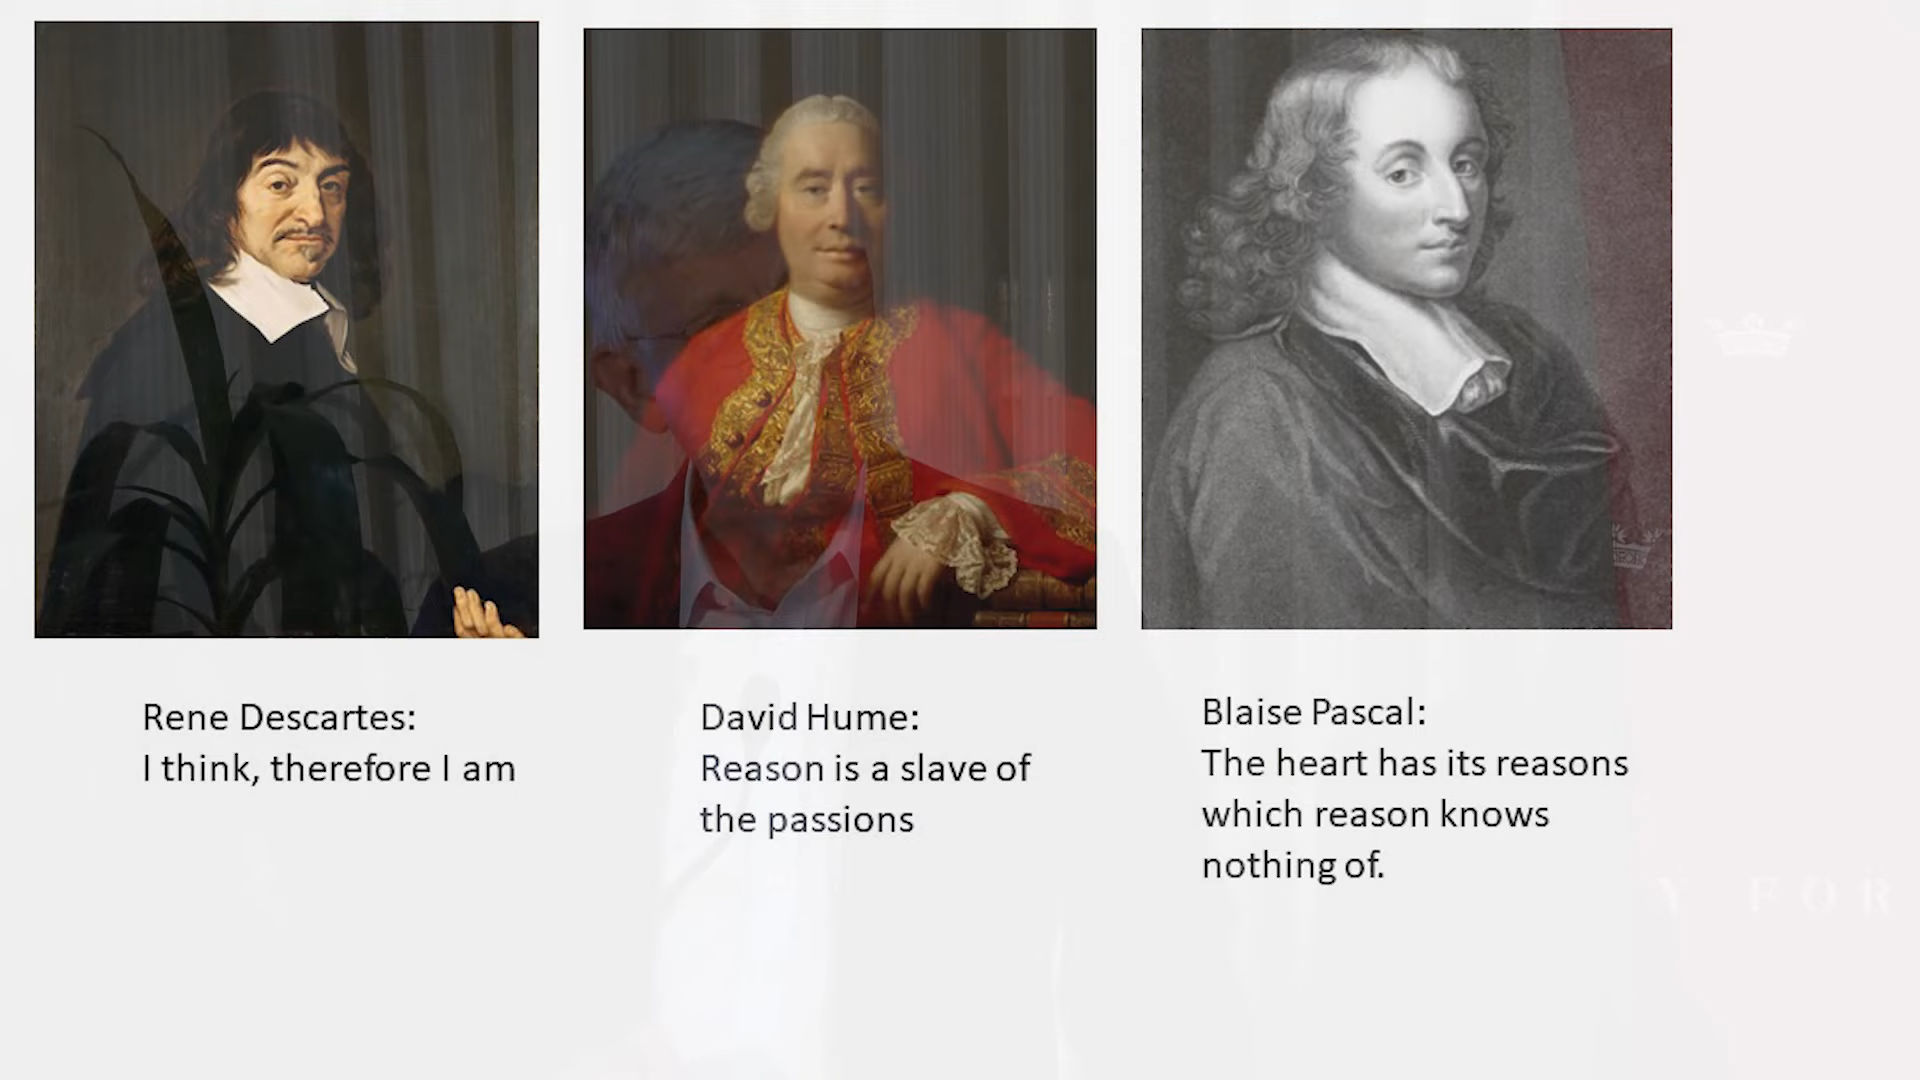 Rene Descartes:
I think, therefore I am
David Hume:
Reason is a slave of
the passions
Blaise Pascal:
The heart has its reasons
which reason knows
nothing of.
Y FOR